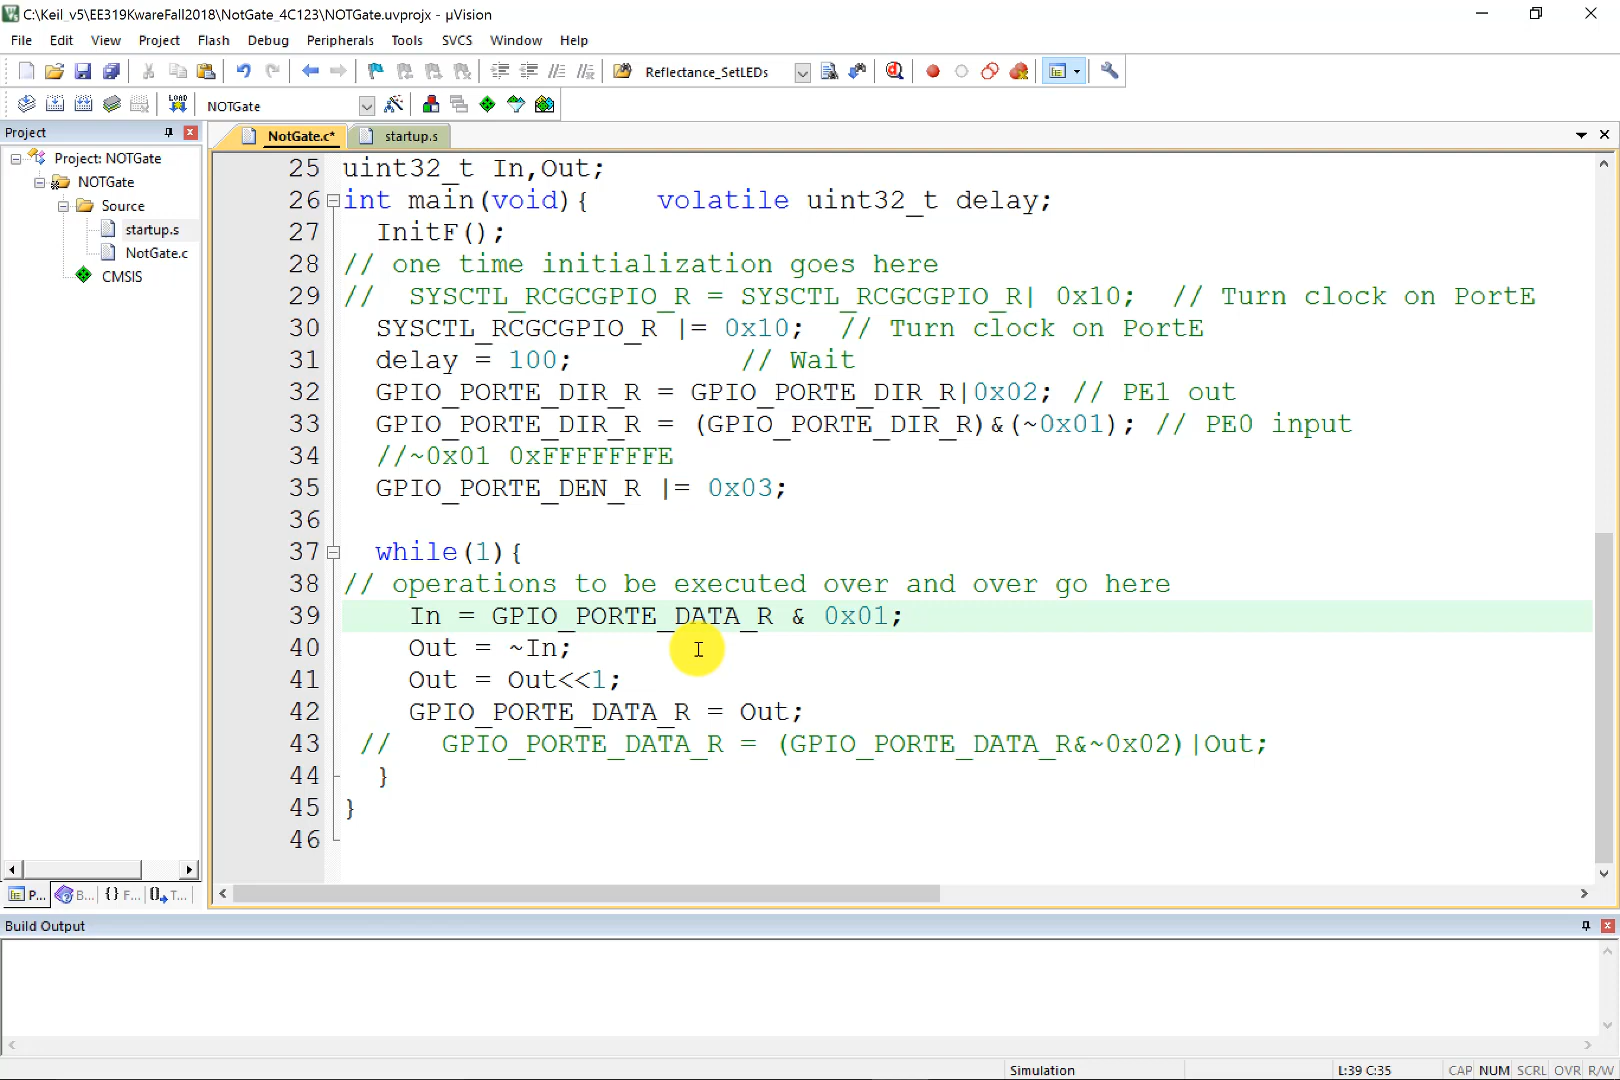 C:\Keil_v5\EE319KwareFall2018\NotGate_4C123\NOTGate.uvprojx - µVision
File Edit View Project Flash Debug Peripherals Tools SVCS Window Help
Reflectance_SetLEDs
LOAD NOTGate
Project
NotGate.c* startup.s
Project: NOTGate
NOTGate
Source
startup.s
NotGate.c
CMSIS
25 uint32_t In,Out;
26 int main(void){ volatile uint32_t delay;
27 InitF();
28 // one time initialization goes here
29 // SYSCTL_RCGCGPIO_R = SYSCTL_RCGCGPIO_R| 0x10; // Turn clock on PortE
30 SYSCTL_RCGCGPIO_R |= 0x10; // Turn clock on PortE
31 delay = 100; // Wait
32 GPIO_PORTE_DIR_R = GPIO_PORTE_DIR_R|0x02; // PE1 out
33 GPIO_PORTE_DIR_R = (GPIO_PORTE_DIR_R)&(~0x01); // PE0 input
34 //~0x01 0xFFFFFFFE
35 GPIO_PORTE_DEN_R |= 0x03;
36
37 while(1){
38 // operations to be executed over and over go here
39 In = GPIO_PORTE_DATA_R & 0x01;
40 Out = ~In;
41 Out = Out<<1;
42 GPIO_PORTE_DATA_R = Out;
43 // GPIO_PORTE_DATA_R = (GPIO_PORTE_DATA_R&~0x02)|Out;
44 }
45 }
46
P... B... {} F... T...
Build Output
Simulation L:39 C:35 CAP NUM SCRL OVR R/W